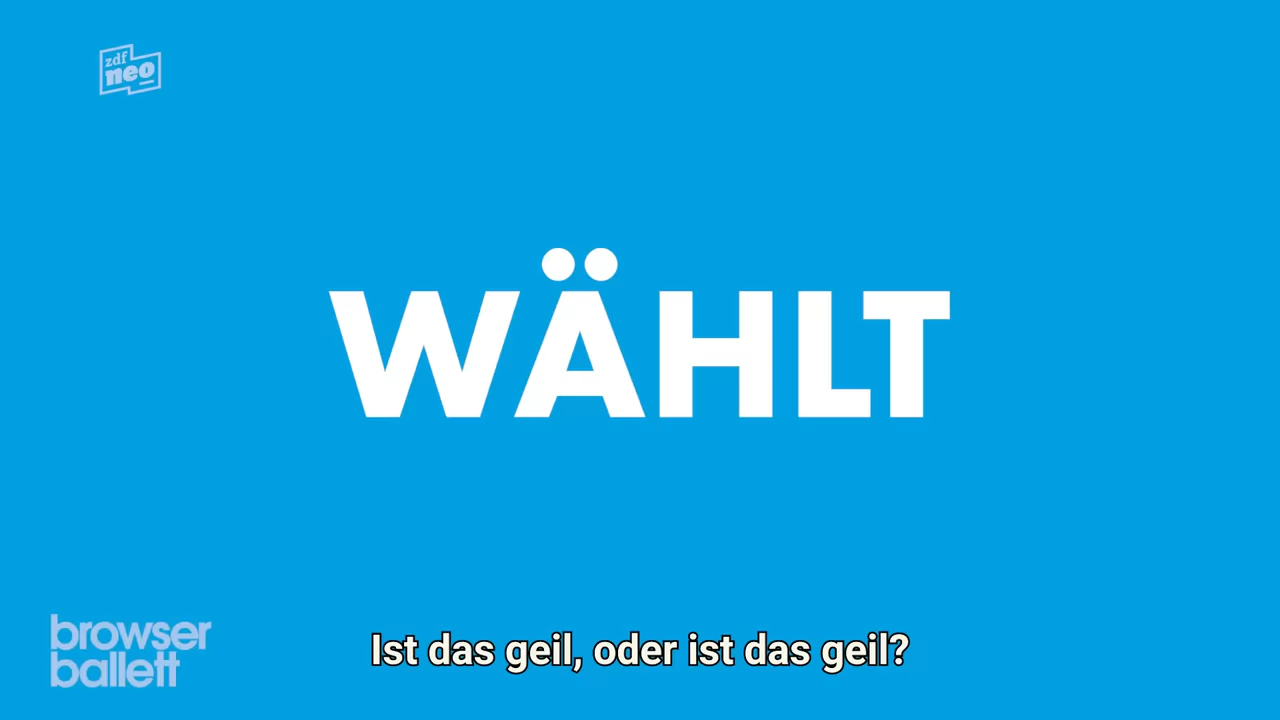 zdf
neo
WÄHLT
browser
ballett
Ist das geil, oder ist das geil?